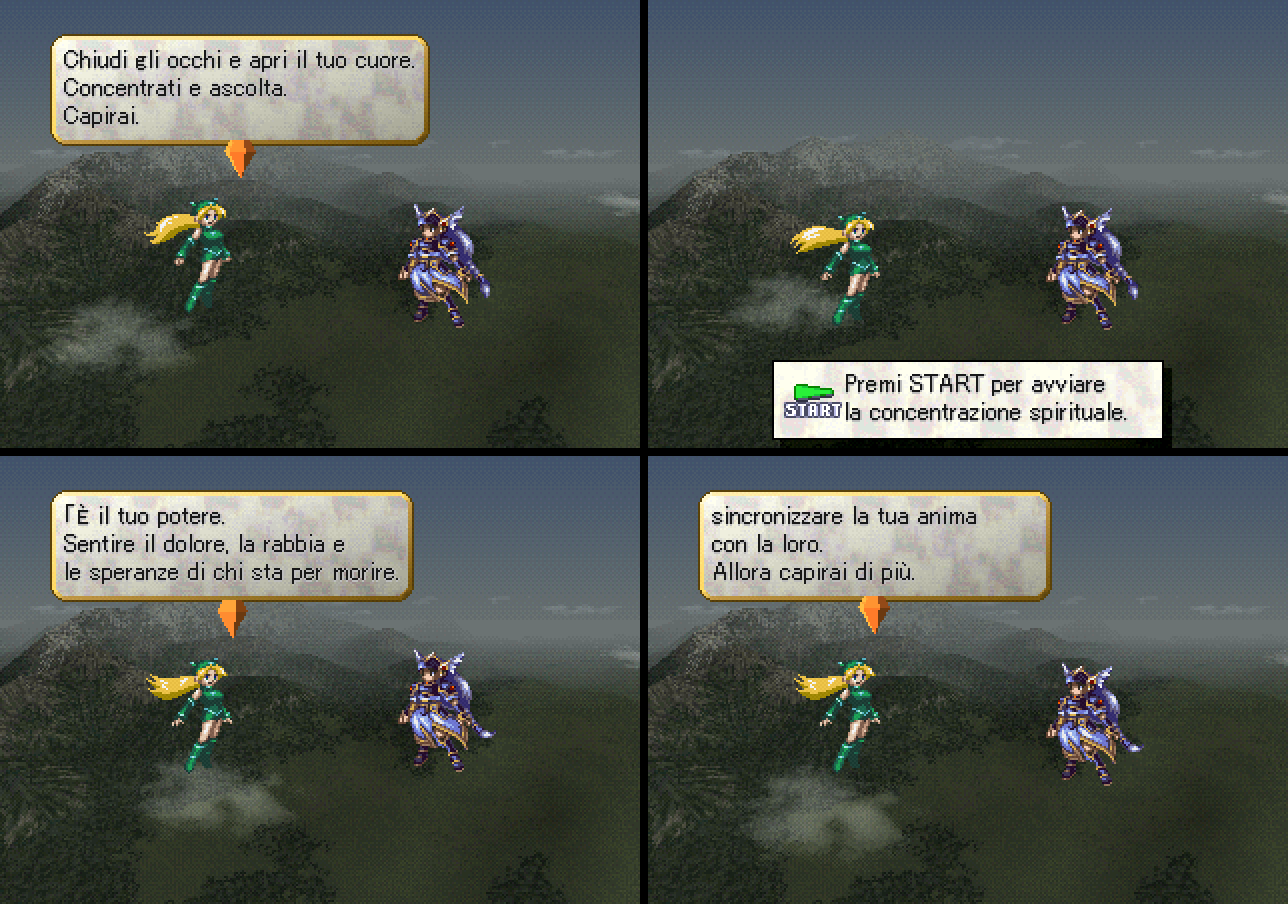 Chiudi gli occhi e apri il tuo cuore.
Concentrati e ascolta.
Capirai.
START
Premi START per avviare
la concentrazione spirituale.
「È il tuo potere.
Sentire il dolore, la rabbia e
le speranze di chi sta per morire.
sincronizzare la tua anima
con la loro.
Allora capirai di più.